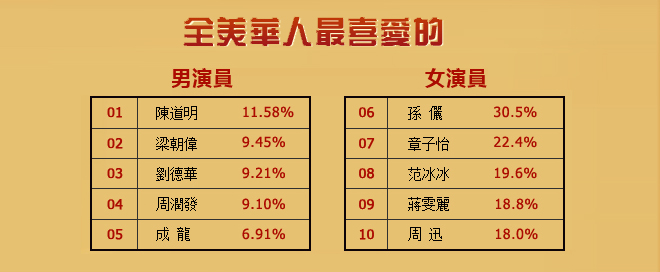 全美華人最喜愛的
男演員
01 陳道明 11.58%
02 梁朝偉 9.45%
03 劉德華 9.21%
04 周潤發 9.10%
05 成 龍 6.91%
女演員
06 孫 儷 30.5%
07 章子怡 22.4%
08 范冰冰 19.6%
09 蔣雯麗 18.8%
10 周 迅 18.0%